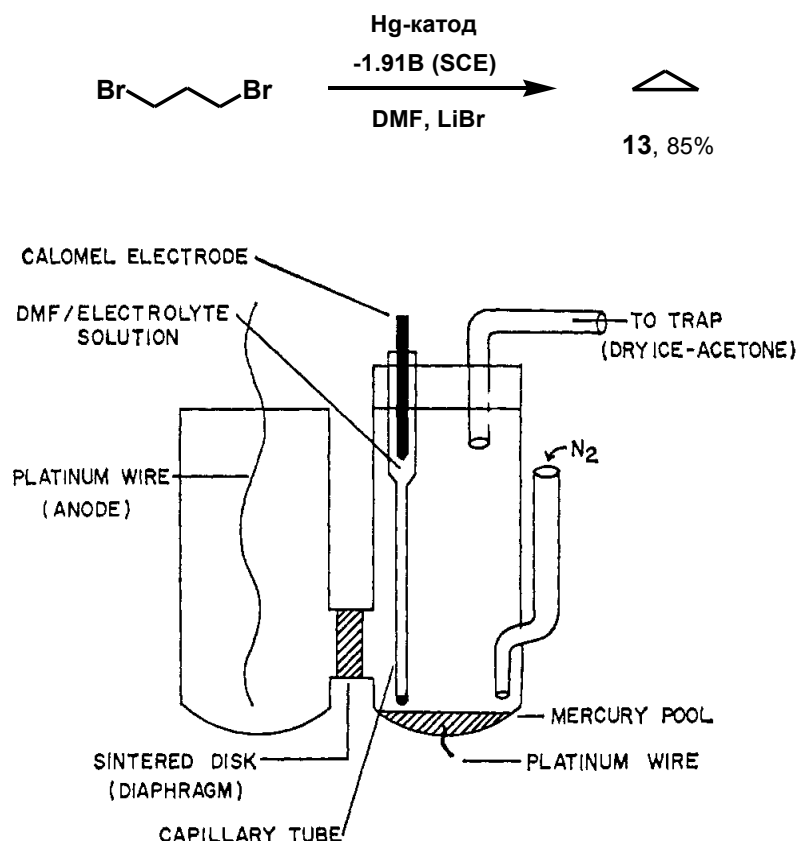 Hg-катод
-1.91В (SCE)
Br
Br
DMF, LiBr
13, 85%
CALOMEL ELECTRODE
DMF/ELECTROLYTE
SOLUTION
TO TRAP
(DRY ICE-ACETONE)
N2
PLATINUM WIRE
(ANODE)
MERCURY POOL
SINTERED DISK
(DIAPHRAGM)
PLATINUM WIRE
CAPILLARY TUBE